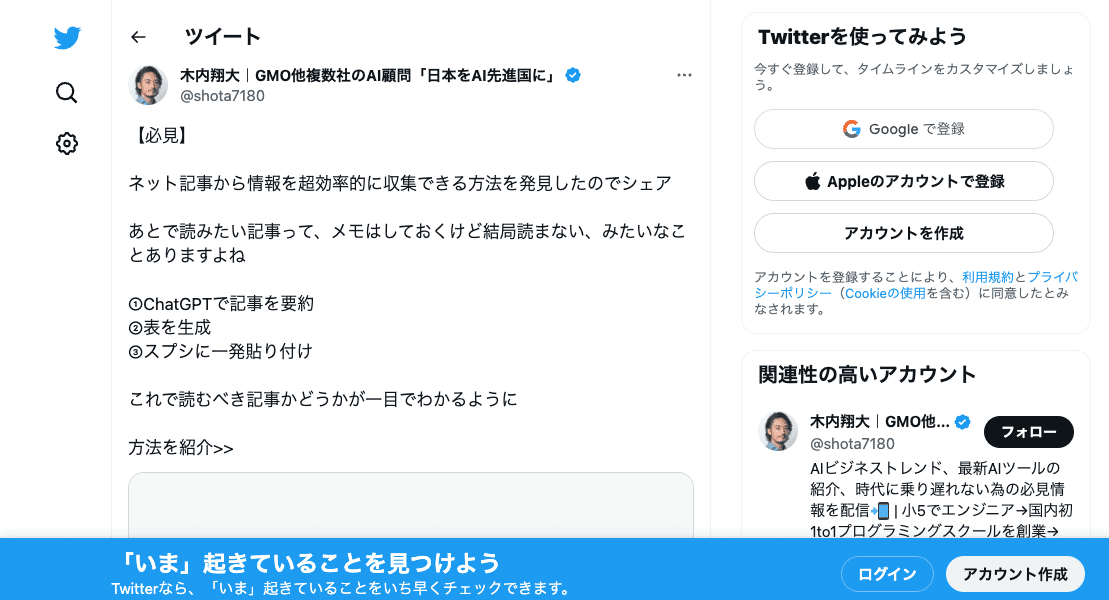 ツイート
木内翔大｜GMO他複数社のAI顧問「日本をAI先進国に」
@shota7180
【必見】
ネット記事から情報を超効率的に収集できる方法を発見したのでシェア
あとで読みたい記事って、メモはしておくけど結局読まない、みたいなこ
とありますよね
①ChatGPTで記事を要約
②表を生成
③スプシに一発貼り付け
これで読むべき記事かどうかが一目でわかるように
方法を紹介>>
Twitterを使ってみよう
今すぐ登録して、タイムラインをカスタマイズしましょ
う。
Google で登録
Appleのアカウントで登録
アカウントを作成
アカウントを登録することにより、利用規約とプライバ
シーポリシー（Cookieの使用を含む）に同意したとみ
なされます。
関連性の高いアカウント
木内翔大｜GMO他...
@shota7180
フォロー
AIビジネストレンド、最新AIツールの
紹介、時代に乗り遅れない為の必見情
報を配信📲 | 小5でエンジニア→国内初
1to1プログラミングスクールを創業→
「いま」起きていることを見つけよう
Twitterなら、「いま」起きていることをいち早くチェックできます。
ログイン
アカウント作成